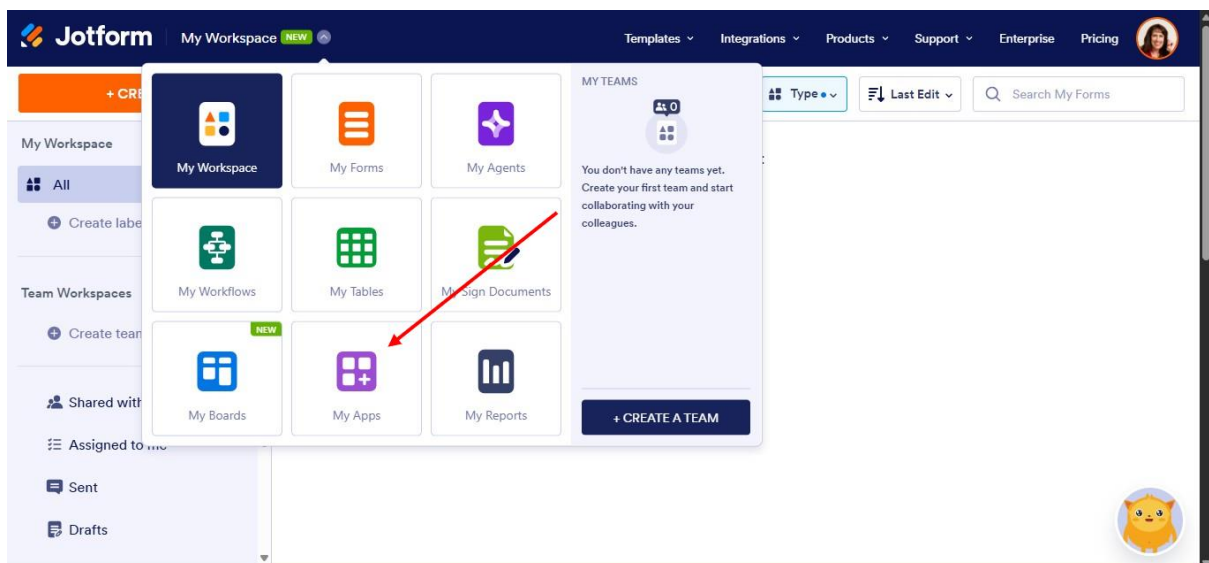 Jotform
My Workspace NEW
Templates
Integrations
Products
Support
Enterprise
Pricing
+ CRE
Type
Last Edit
Search My Forms
My Workspace
All
Create labe
Team Workspaces
Create tean
Shared with
Assigned to me
Sent
Drafts
My Workspace
My Forms
My Agents
My Workflows
My Tables
My Sign Documents
NEW
My Boards
My Apps
My Reports
MY TEAMS
0
You don't have any teams yet.
Create your first team and start
collaborating with your
colleagues.
+ CREATE A TEAM